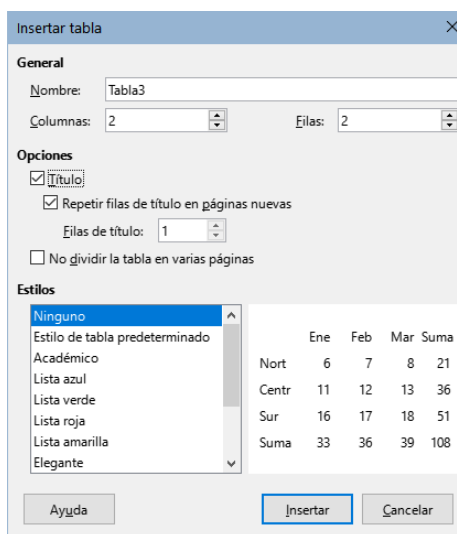 Insertar tabla
General
Nombre: Tabla3
Columnas: 2 Filas: 2
Opciones
Título
Repetir filas de título en páginas nuevas
Filas de título: 1
No dividir la tabla en varias páginas
Estilos
Ninguno
Estilo de tabla predeterminado
Académico
Lista azul
Lista verde
Lista roja
Lista amarilla
Elegante
Ene Feb Mar Suma
Nort 6 7 8 21
Centr 11 12 13 36
Sur 16 17 18 51
Suma 33 36 39 108
Ayuda Insertar Cancelar